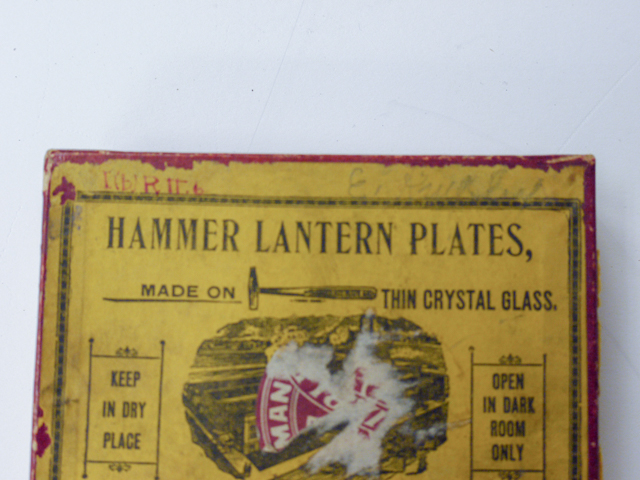 HAMMER LANTERN PLATES,
MADE ON THIN CRYSTAL GLASS.
KEEP
IN DRY
PLACE
MAN
OPEN
IN DARK
ROOM
ONLY